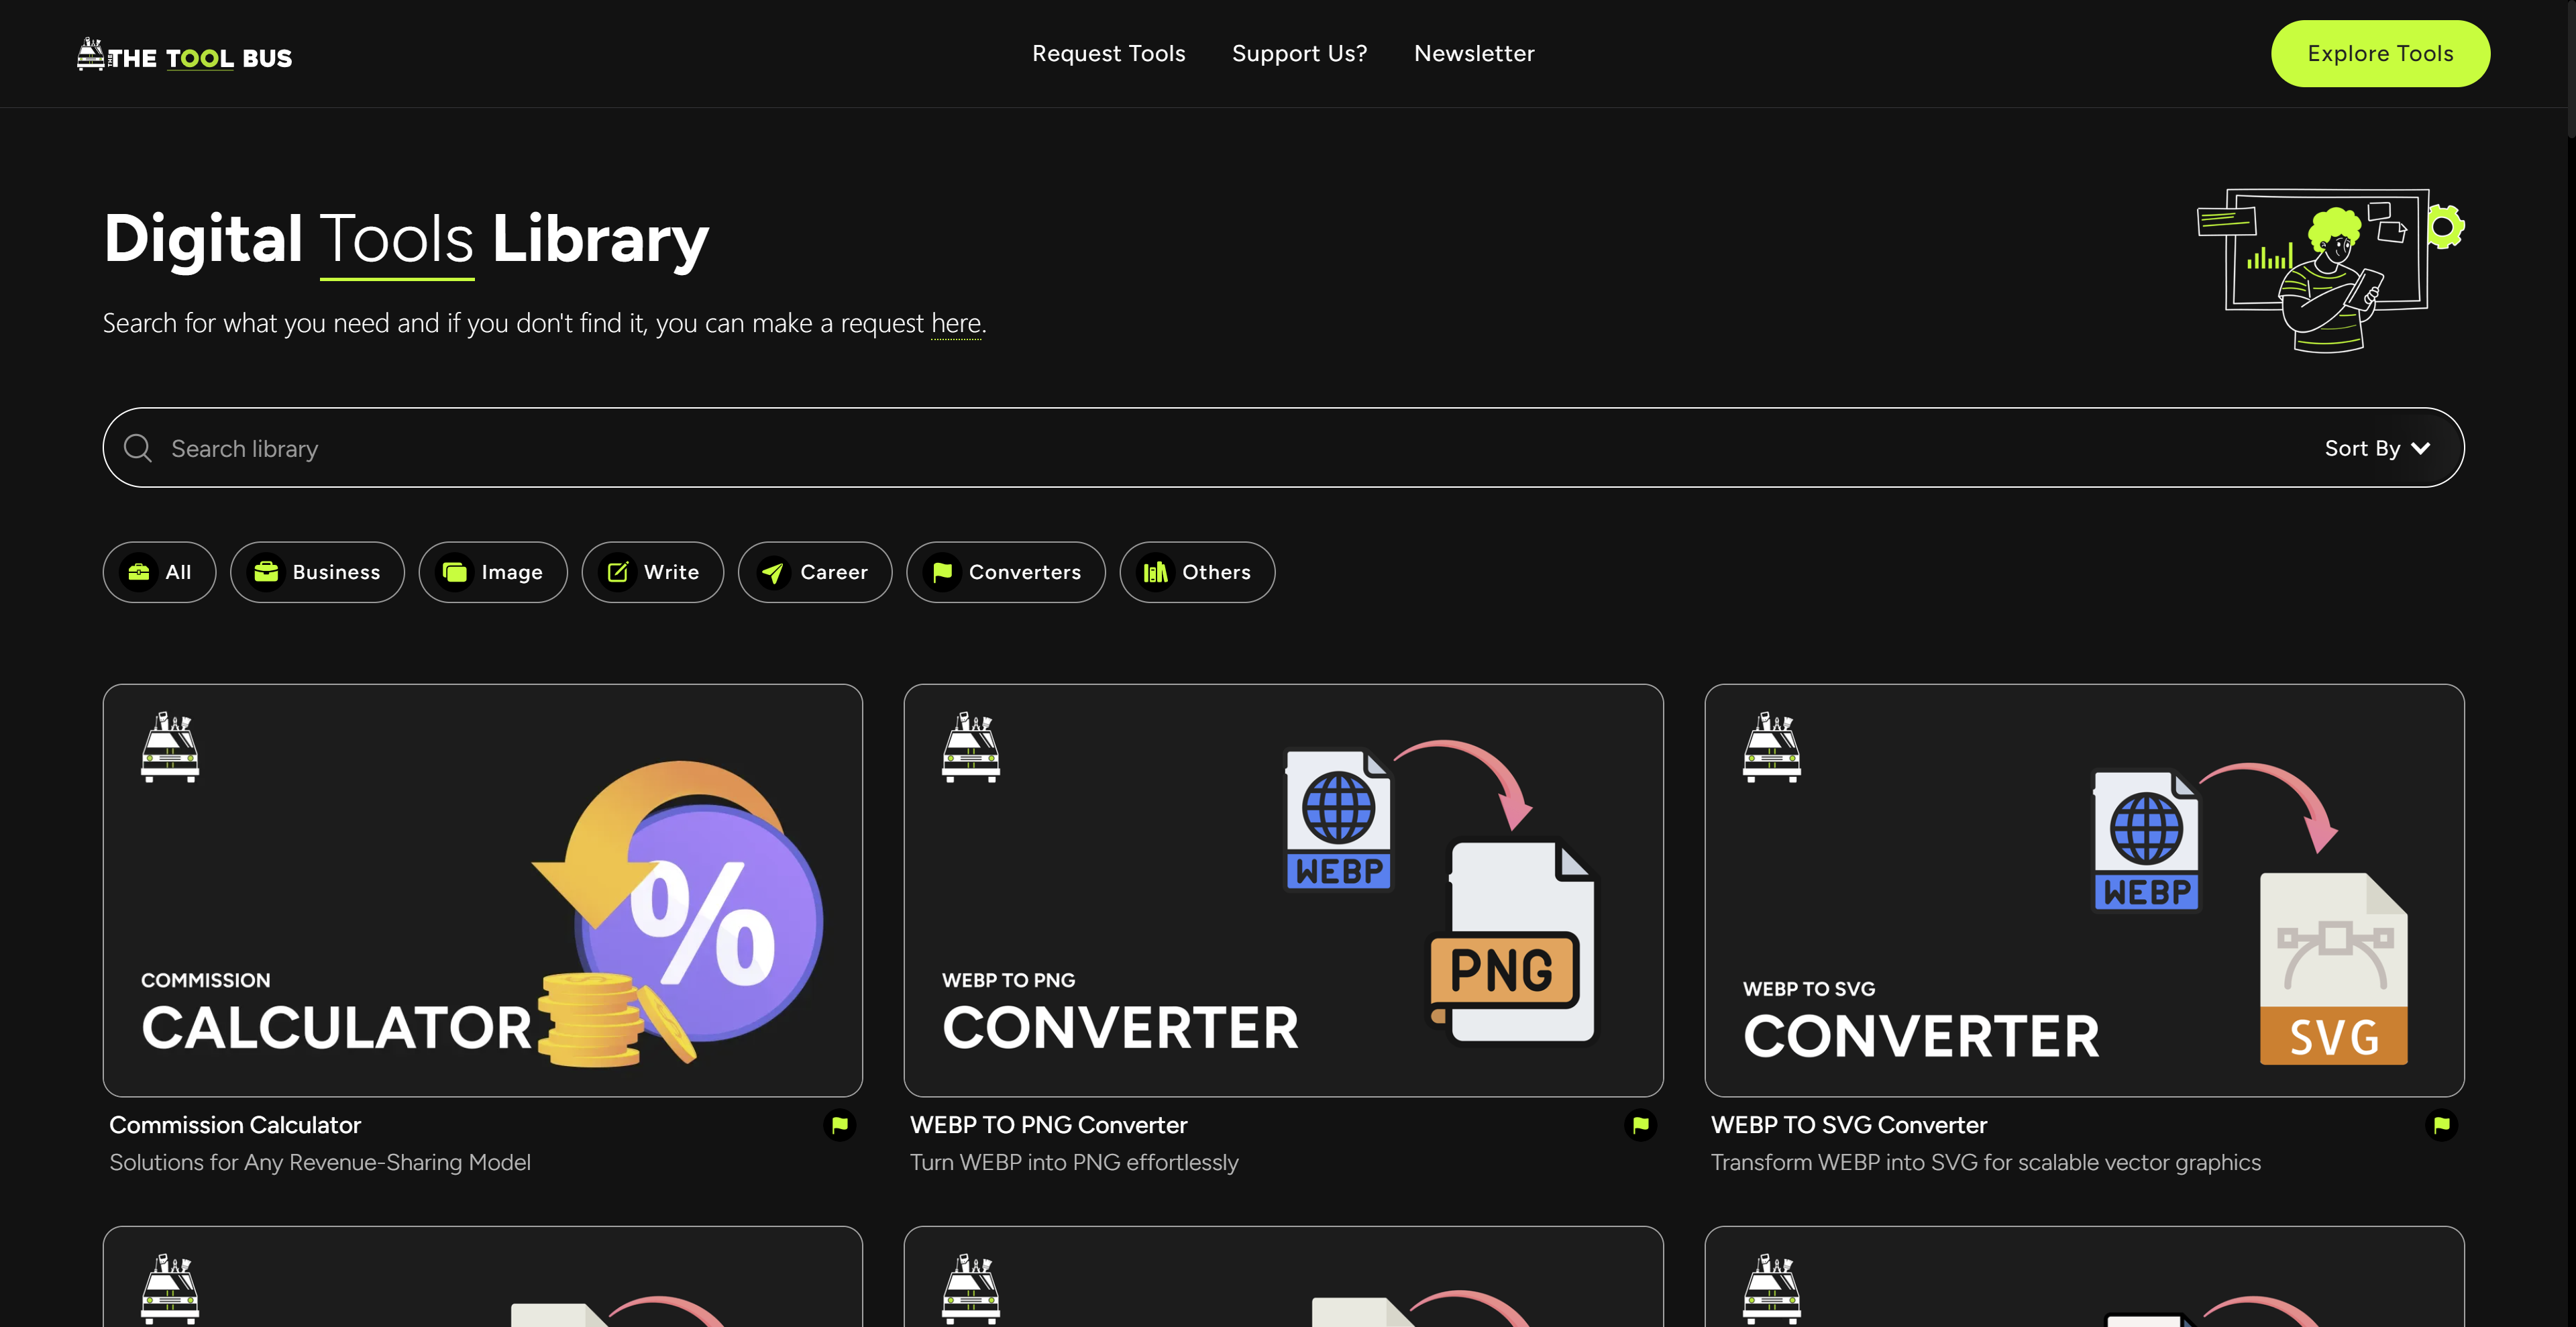 THE TOOL BUS
Request Tools
Support Us?
Newsletter
Explore Tools
Digital Tools Library
Search for what you need and if you don't find it, you can make a request here.
Search library
Sort By
All
Business
Image
Write
Career
Converters
Others
COMMISSION
CALCULATOR
%
WEBP
PNG
WEBP TO PNG
CONVERTER
WEBP
SVG
WEBP TO SVG
CONVERTER
Commission Calculator
Solutions for Any Revenue-Sharing Model
WEBP TO PNG Converter
Turn WEBP into PNG effortlessly
WEBP TO SVG Converter
Transform WEBP into SVG for scalable vector graphics